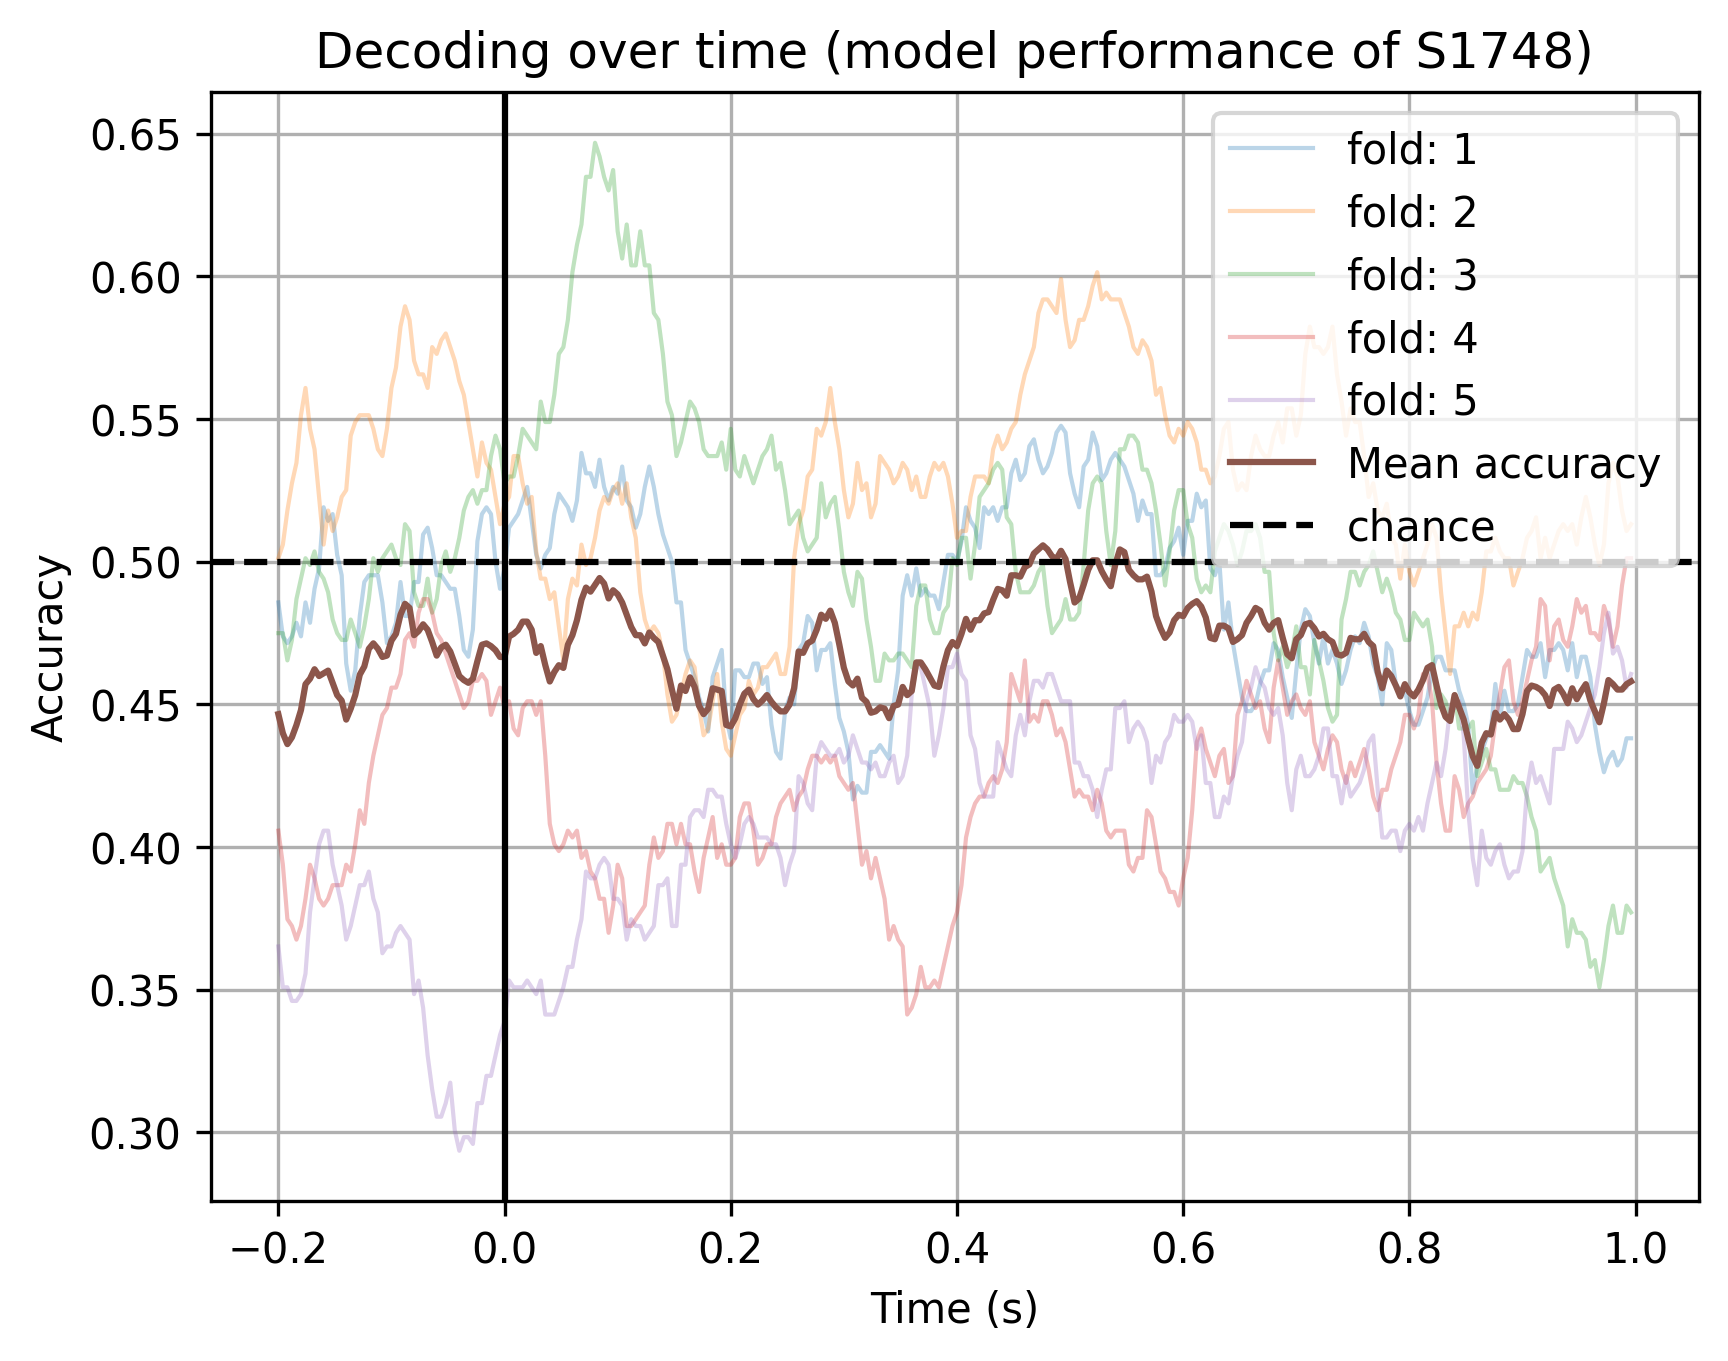 Decoding over time (model performance of S1748)
0.65
0.60
0.55
0.50
0.45
0.40
0.35
0.30
Accuracy
fold: 1
fold: 2
fold: 3
fold: 4
fold: 5
Mean accuracy
chance
−0.2 0.0 0.2 0.4 0.6 0.8 1.0
Time (s)